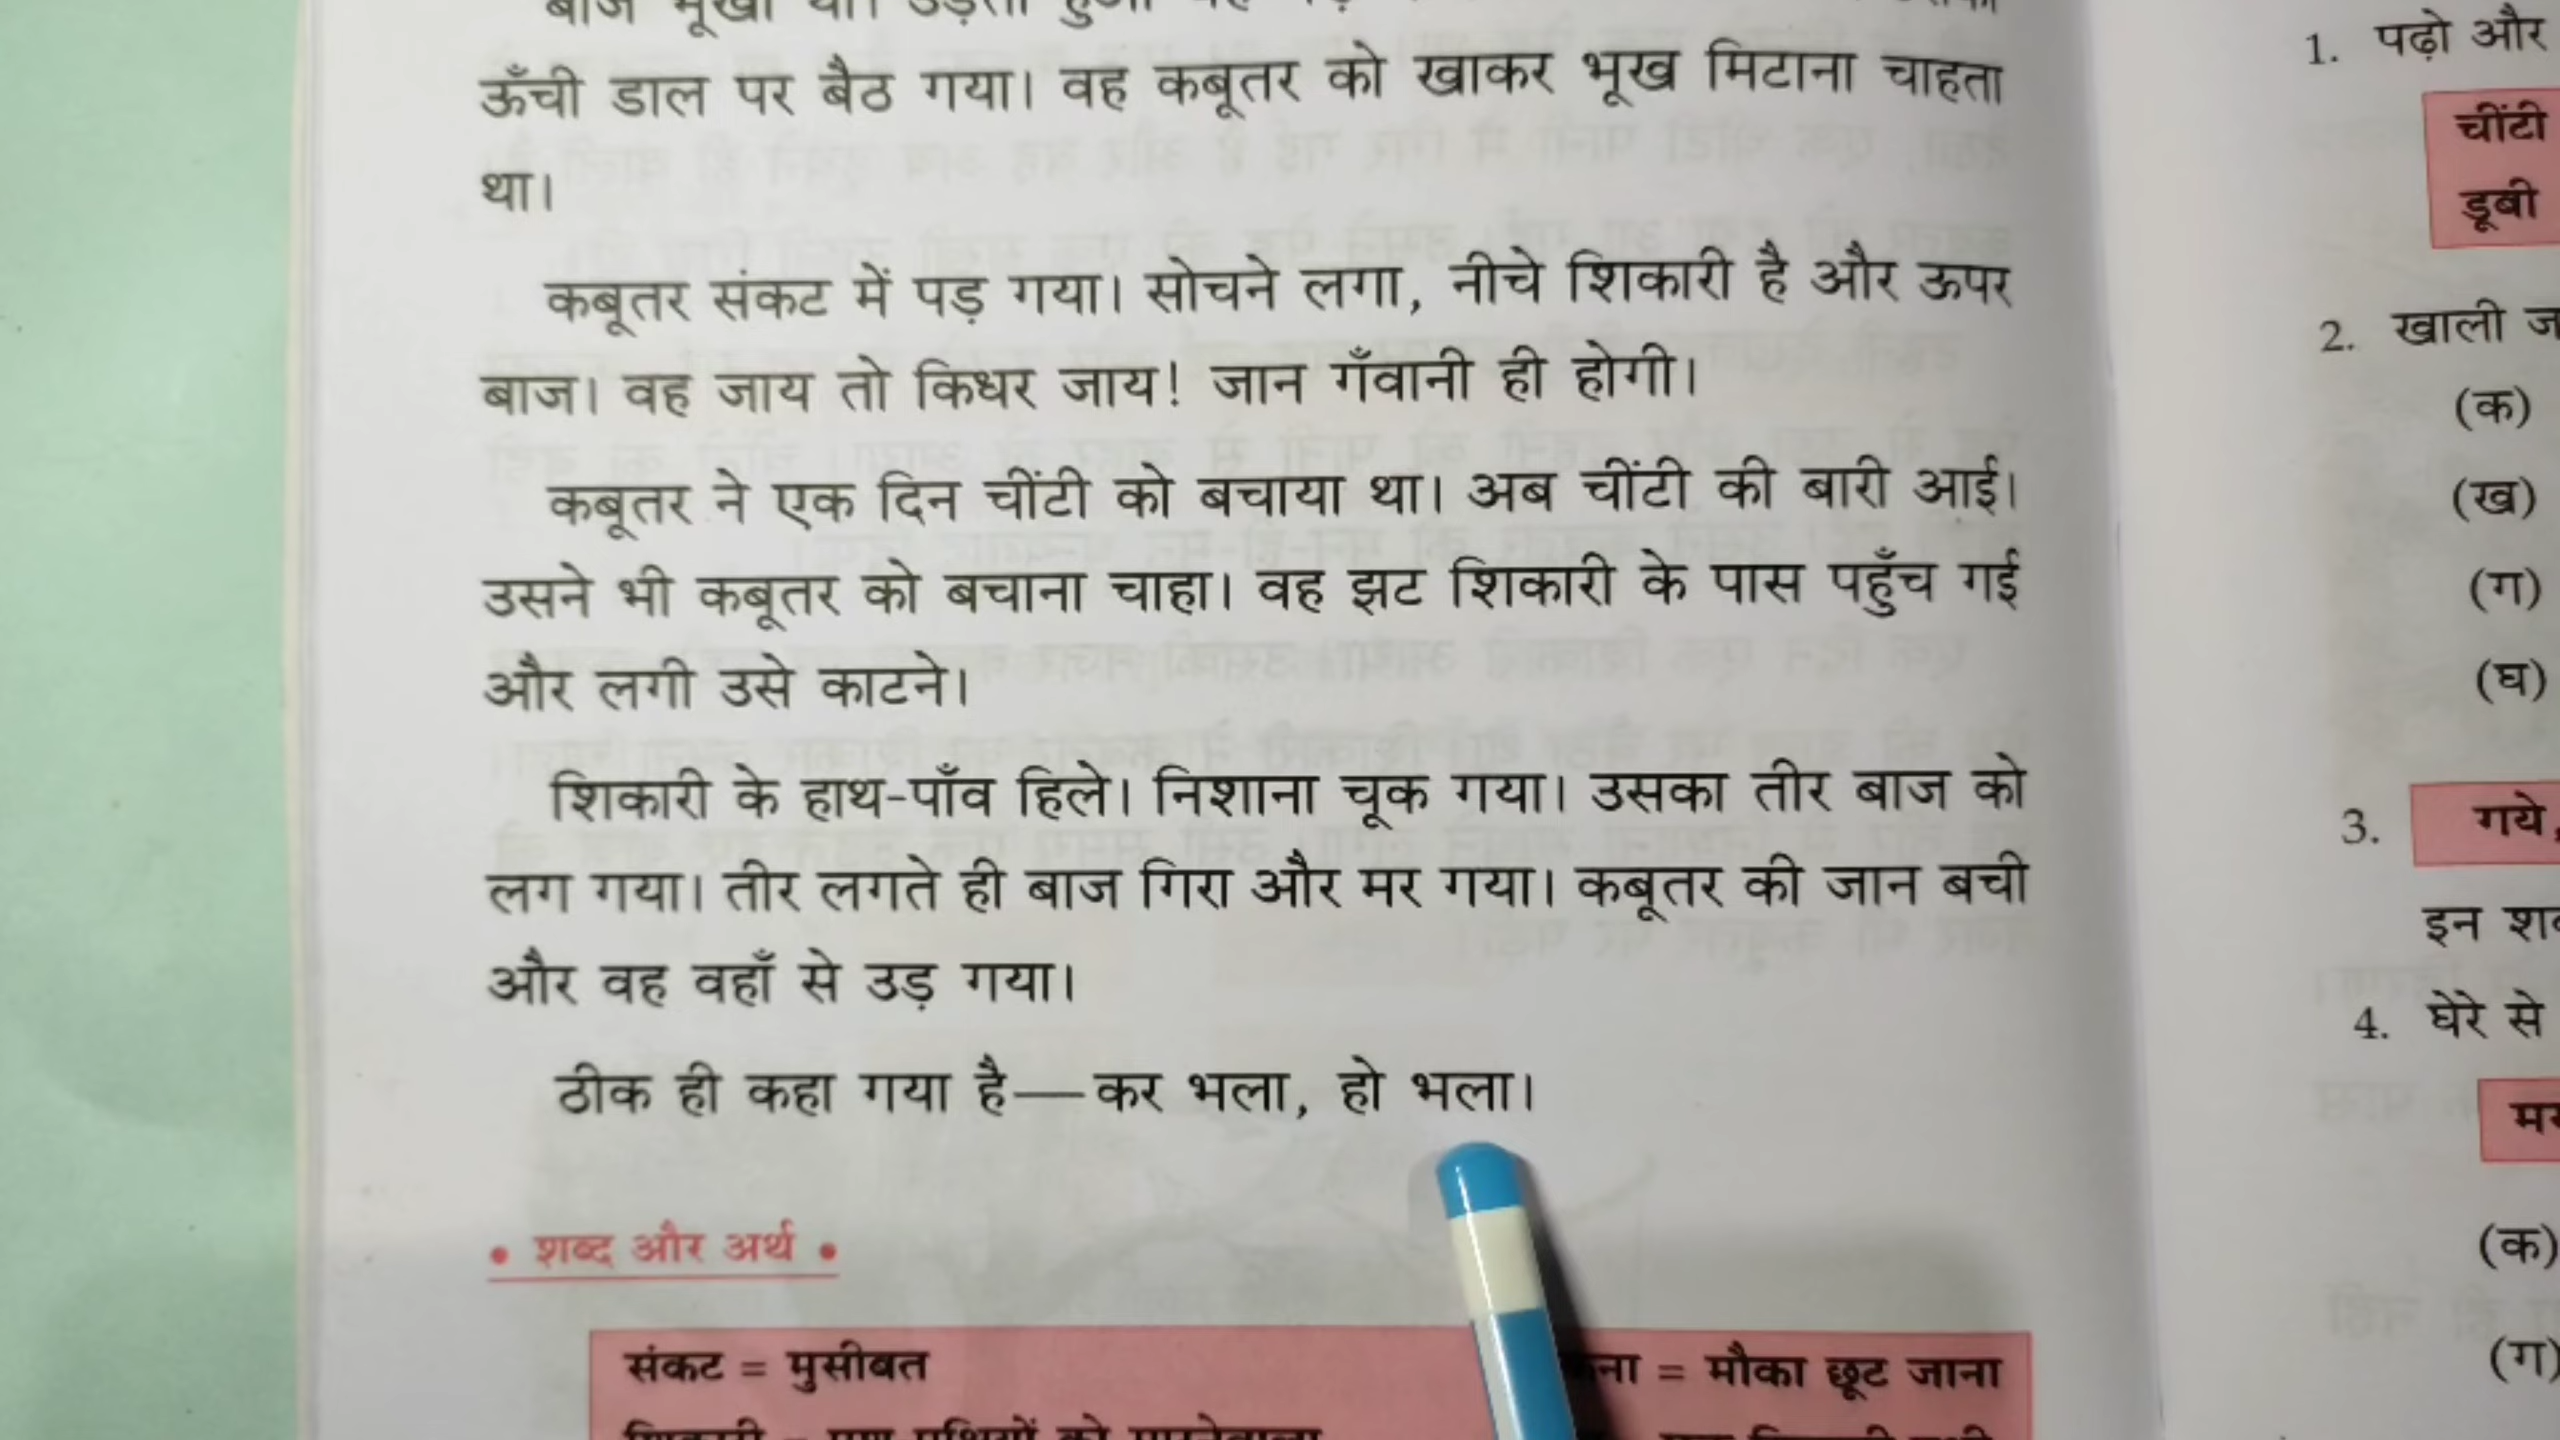 ऊँची डाल पर बैठ गया। वह कबूतर को खाकर भूख मिटाना चाहता
था।
कबूतर संकट में पड़ गया। सोचने लगा, नीचे शिकारी है और ऊपर
बाज। वह जाय तो किधर जाय! जान गँवानी ही होगी।
कबूतर ने एक दिन चींटी को बचाया था। अब चींटी की बारी आई।
उसने भी कबूतर को बचाना चाहा। वह झट शिकारी के पास पहुँच गई
और लगी उसे काटने।
शिकारी के हाथ-पाँव हिले। निशाना चूक गया। उसका तीर बाज को
लग गया। तीर लगते ही बाज गिरा और मर गया। कबूतर की जान बची
और वह वहाँ से उड़ गया।
ठीक ही कहा गया है—कर भला, हो भला।
• शब्द और अर्थ •
संकट = मुसीबत
= मौका छूट जाना
1. पढ़ो और
चींटी
डूबी
2. खाली
(क)
(ख)
(ग)
(घ)
3. गये,
इन
4. घेरे से
(क)
(ग)